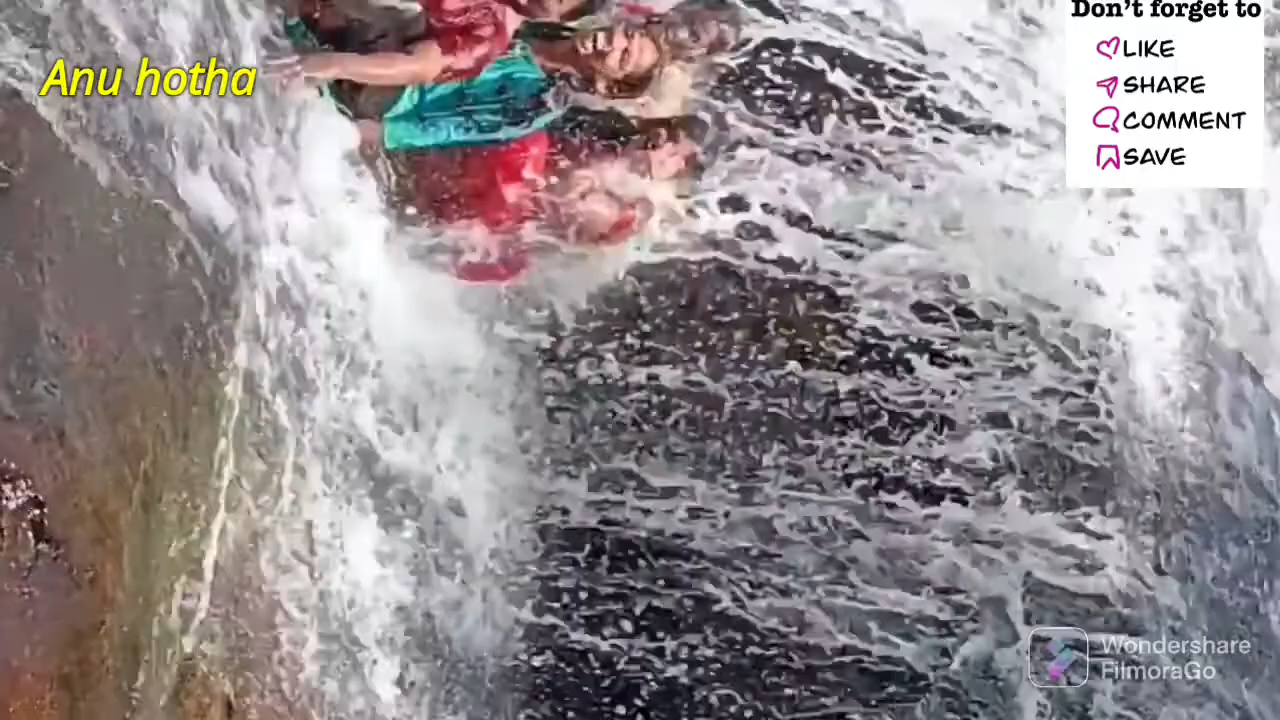 Don't forget to
Anu hotha
LIKE
SHARE
COMMENT
SAVE
Wondershare
FilmoraGo